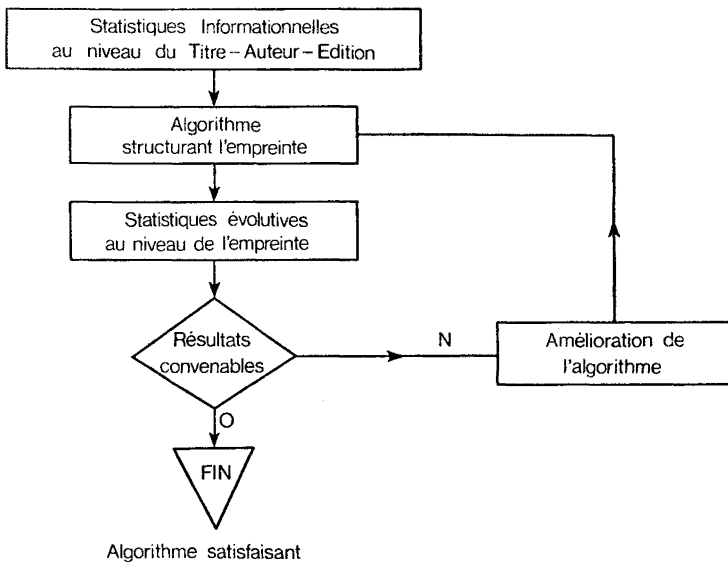 Statistiques Informationnelles
au niveau du Titre-Auteur-Edition
Algorithme
structurant l'empreinte
Statistiques évolutives
au niveau de l'empreinte
Résultats
convenables
N
Amélioration de
l'algorithme
O
FIN
Algorithme satisfaisant